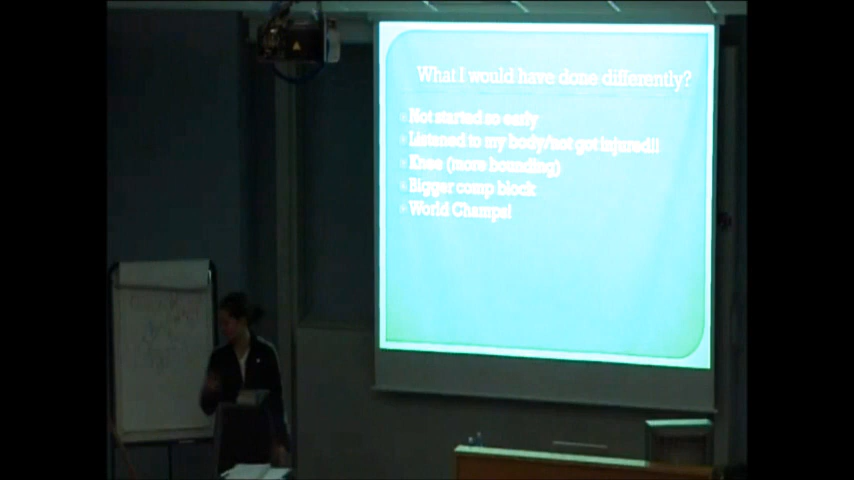 What I would have done differently?
Not started so early
Listened to my body/not got injured!!
Knee (more bounding)
Bigger comp block
World Champs!